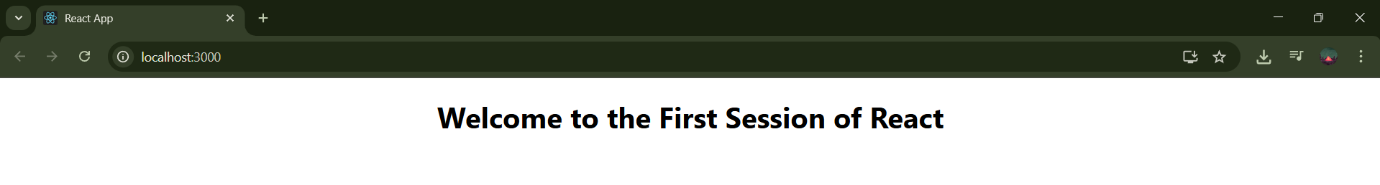 React App
localhost:3000
Welcome to the First Session of React